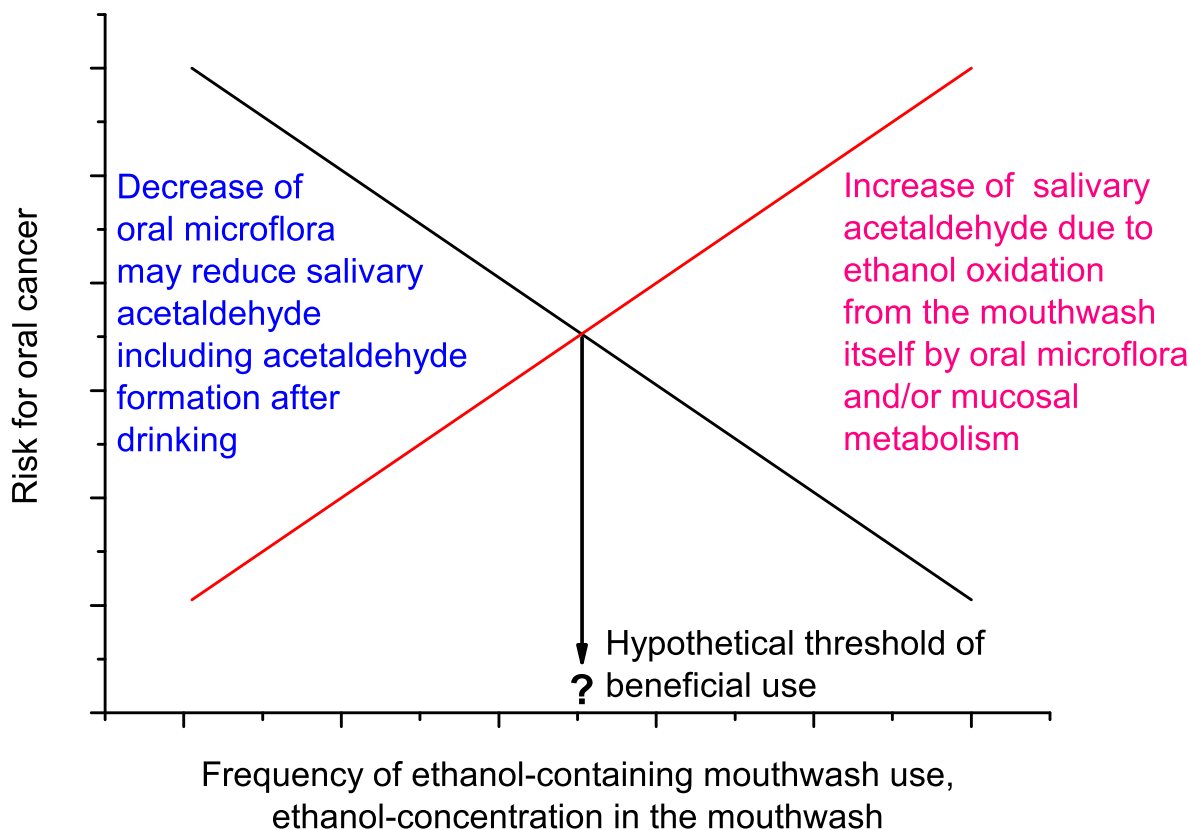 Risk for oral cancer
Decrease of
oral microflora
may reduce salivary
acetaldehyde
including acetaldehyde
formation after
drinking
Increase of  salivary
acetaldehyde due to
ethanol oxidation
from the mouthwash
itself by oral microflora
and/or mucosal
metabolism
Hypothetical threshold of
? beneficial use
Frequency of ethanol-containing mouthwash use,
ethanol-concentration in the mouthwash